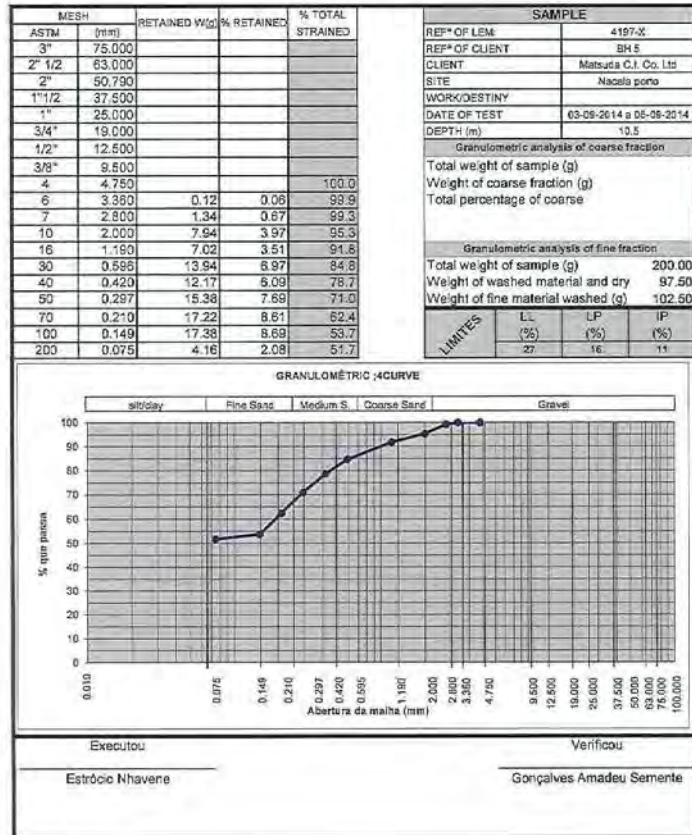 MESH RETAINED W(g) % RETAINED % TOTAL STRAINED
ASTM (mm)
3" 75.000
2" 1/2 63.000
2" 50.790
1"1/2 37.500
1" 25.000
3/4" 19.000
1/2" 12.500
3/8" 9.500
4 4.750 100.0
6 3.360 0.12 0.06 99.9
7 2.800 1.34 0.67 99.3
10 2.000 7.94 3.97 95.3
16 1.190 7.02 3.51 91.8
30 0.596 13.94 6.97 84.8
40 0.420 12.17 6.09 78.7
50 0.297 15.38 7.69 71.0
70 0.210 17.22 8.61 62.4
100 0.149 17.38 8.69 53.7
200 0.075 4.16 2.08 51.7
SAMPLE
REFª OF LEM 4197-X
REFª OF CLIENT BH 5
CLIENT Matsuda C.I. Co. Ltd
SITE Nacala porto
WORK/DESTINY
DATE OF TEST 03-09-2014 a 05-09-2014
DEPTH (m) 10.5
Granulometric analysis of coarse fraction
Total weight of sample (g)
Weight of coarse fraction (g)
Total percentage of coarse
Granulometric analysis of fine fraction
Total weight of sample (g) 200.00
Weight of washed material and dry 97.50
Weight of fine material washed (g) 102.50
LIMITES LL (%) LP (%) IP (%)
27 16 11
GRANULOMÉTRIC ;4CURVE
silt/clay Fine Sand Medium S. Coarse Sand Gravel
% que passa
100
90
80
70
60
50
40
30
20
10
0
0.010 0.075 0.149 0.210 0.297 0.420 0.595 1.190 2.000 2.800 3.360 4.750 9.500 12.500 19.000 25.000 37.500 50.000 63.000 75.000 100.000
Abertura da malha (mm)
Executou Verificou
Estrócio Nhavene Gonçalves Amadeu Semente